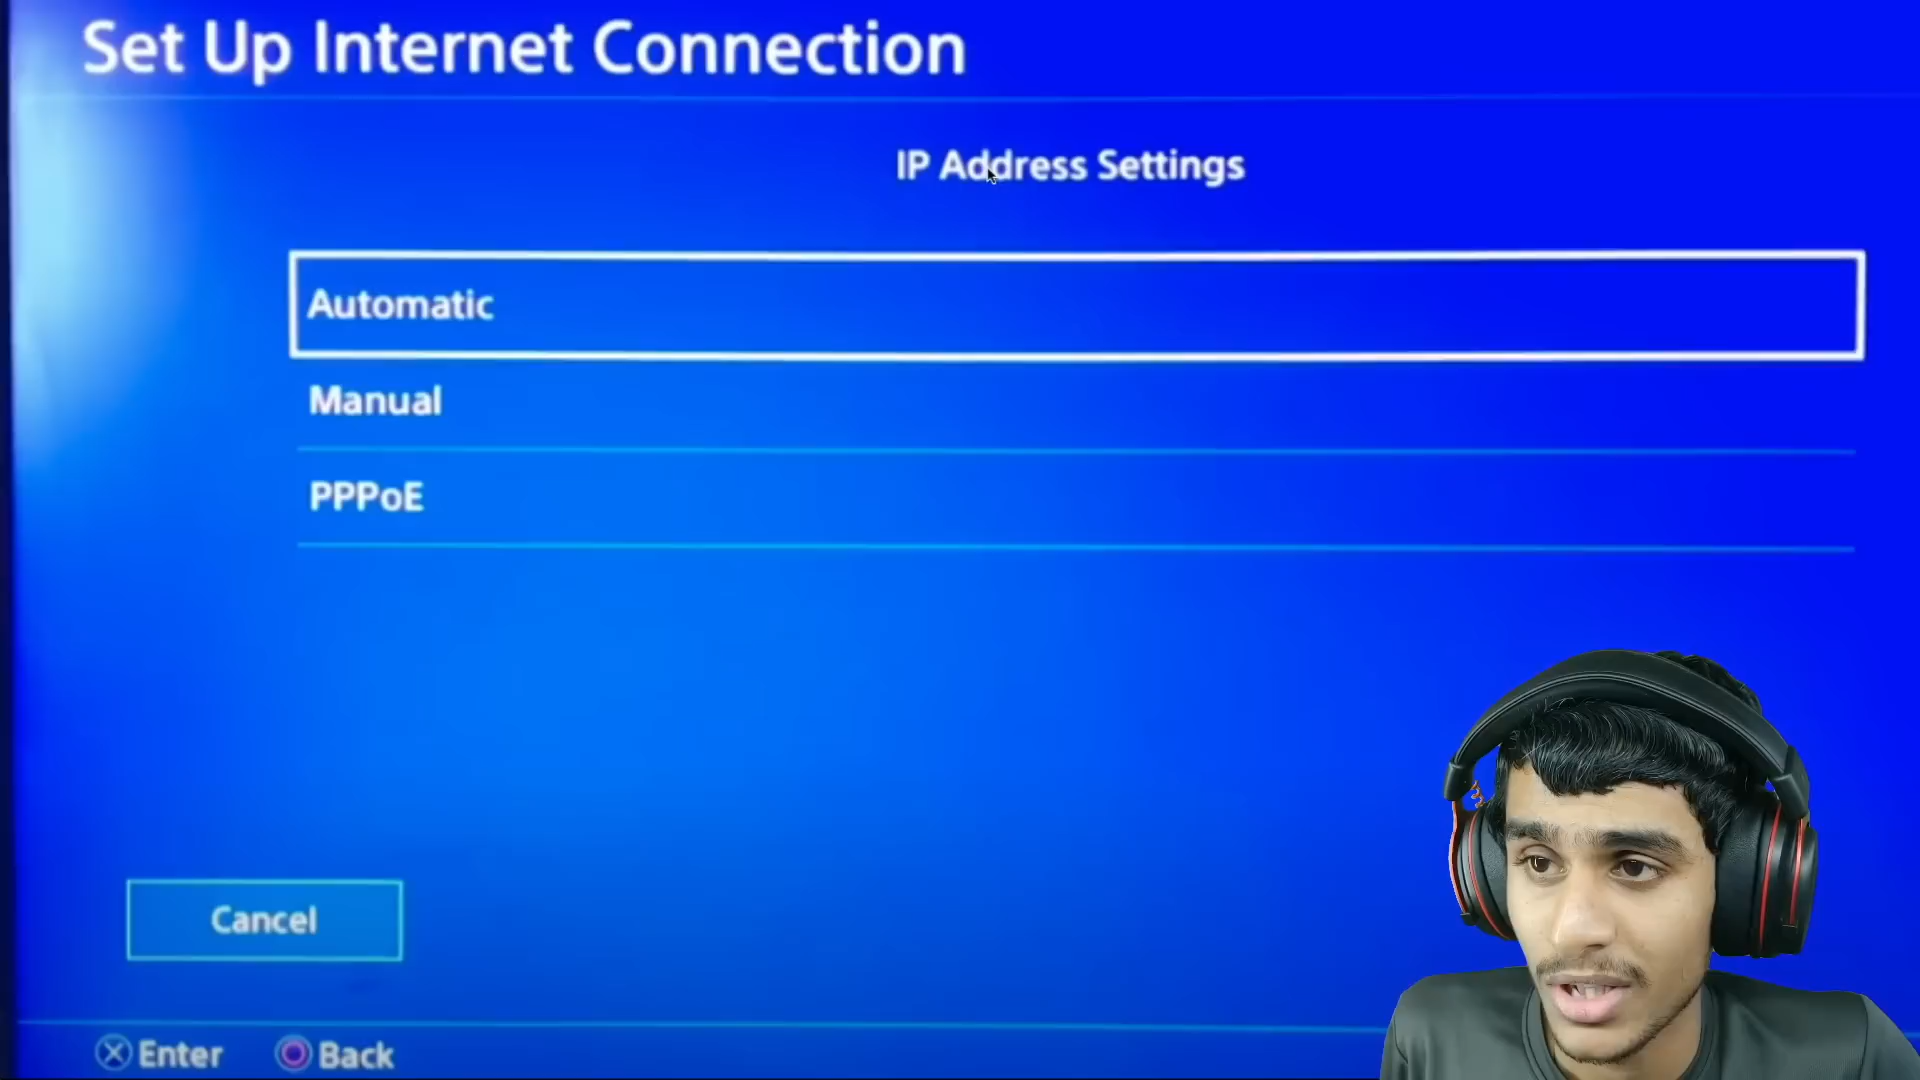 Set Up Internet Connection
IP Address Settings
Automatic
Manual
PPPoE
Cancel
Enter
Back